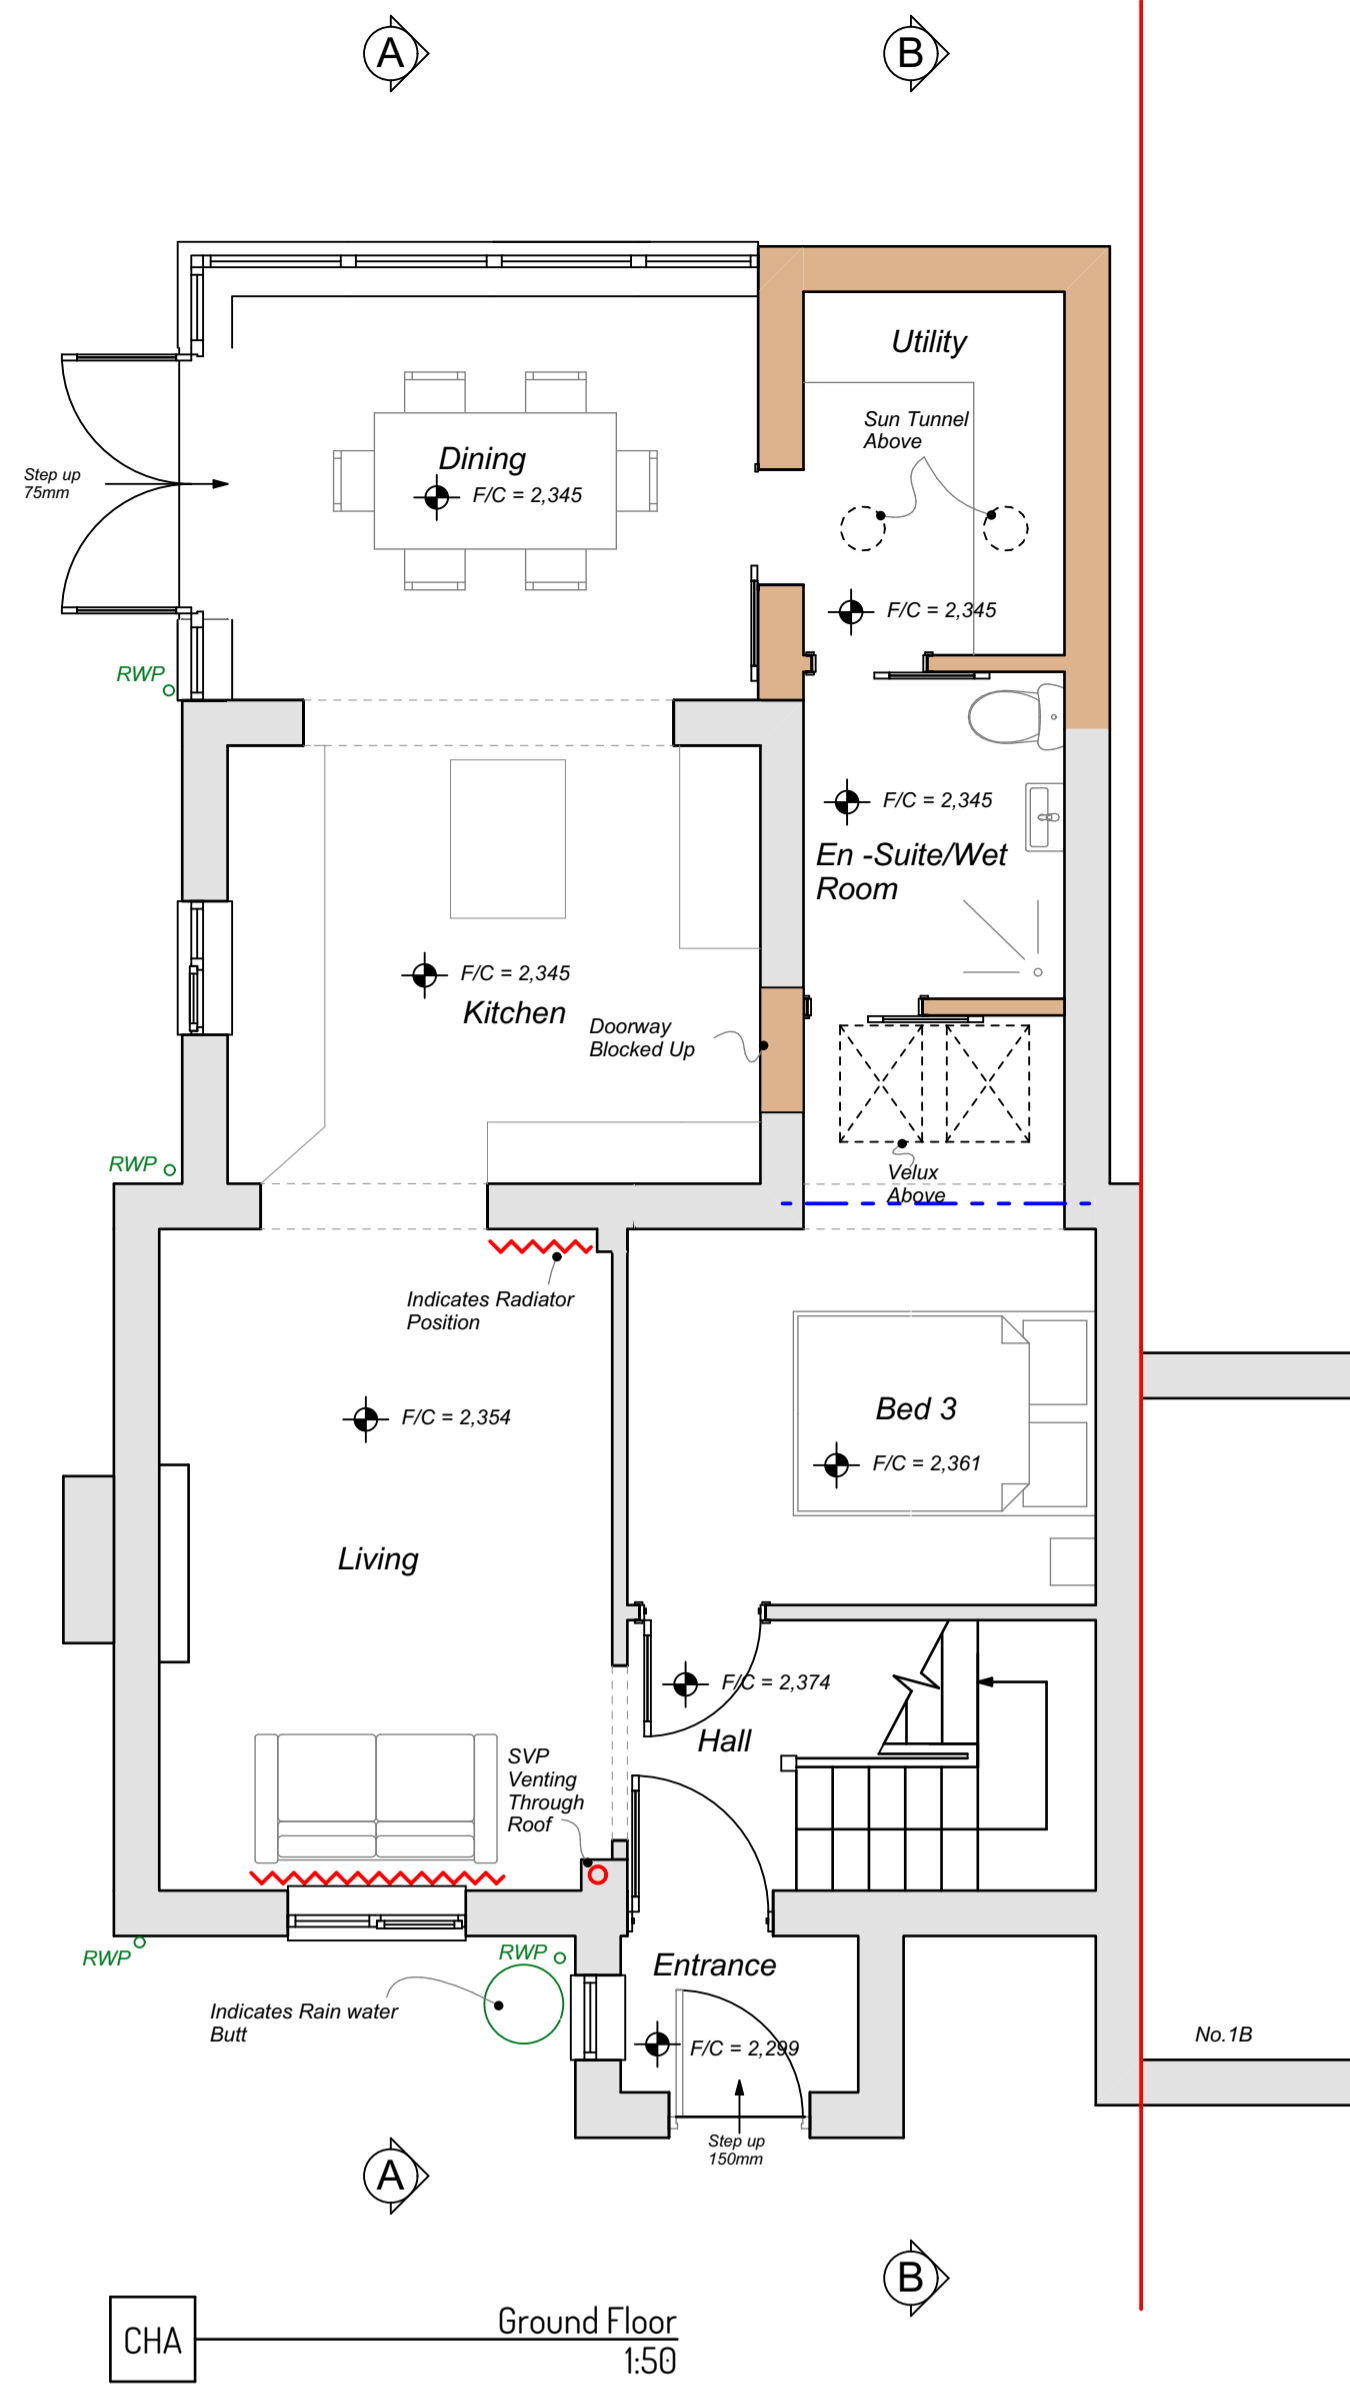 A
B
Utility
Sun Tunnel
Above
Dining
F/C = 2,345
Step up
75mm
F/C = 2,345
RWP
F/C = 2,345
En -Suite/Wet
Room
F/C = 2,345
Kitchen
Doorway
Blocked Up
RWP
Velux
Above
Indicates Radiator
Position
Bed 3
F/C = 2,354
F/C = 2,361
Living
F/C = 2,374
Hall
SVP
Venting
Through
Roof
RWP
RWP
Entrance
Indicates Rain water
Butt
F/C = 2,299
No.1B
Step up
150mm
A
B
CHA
Ground Floor
1:50